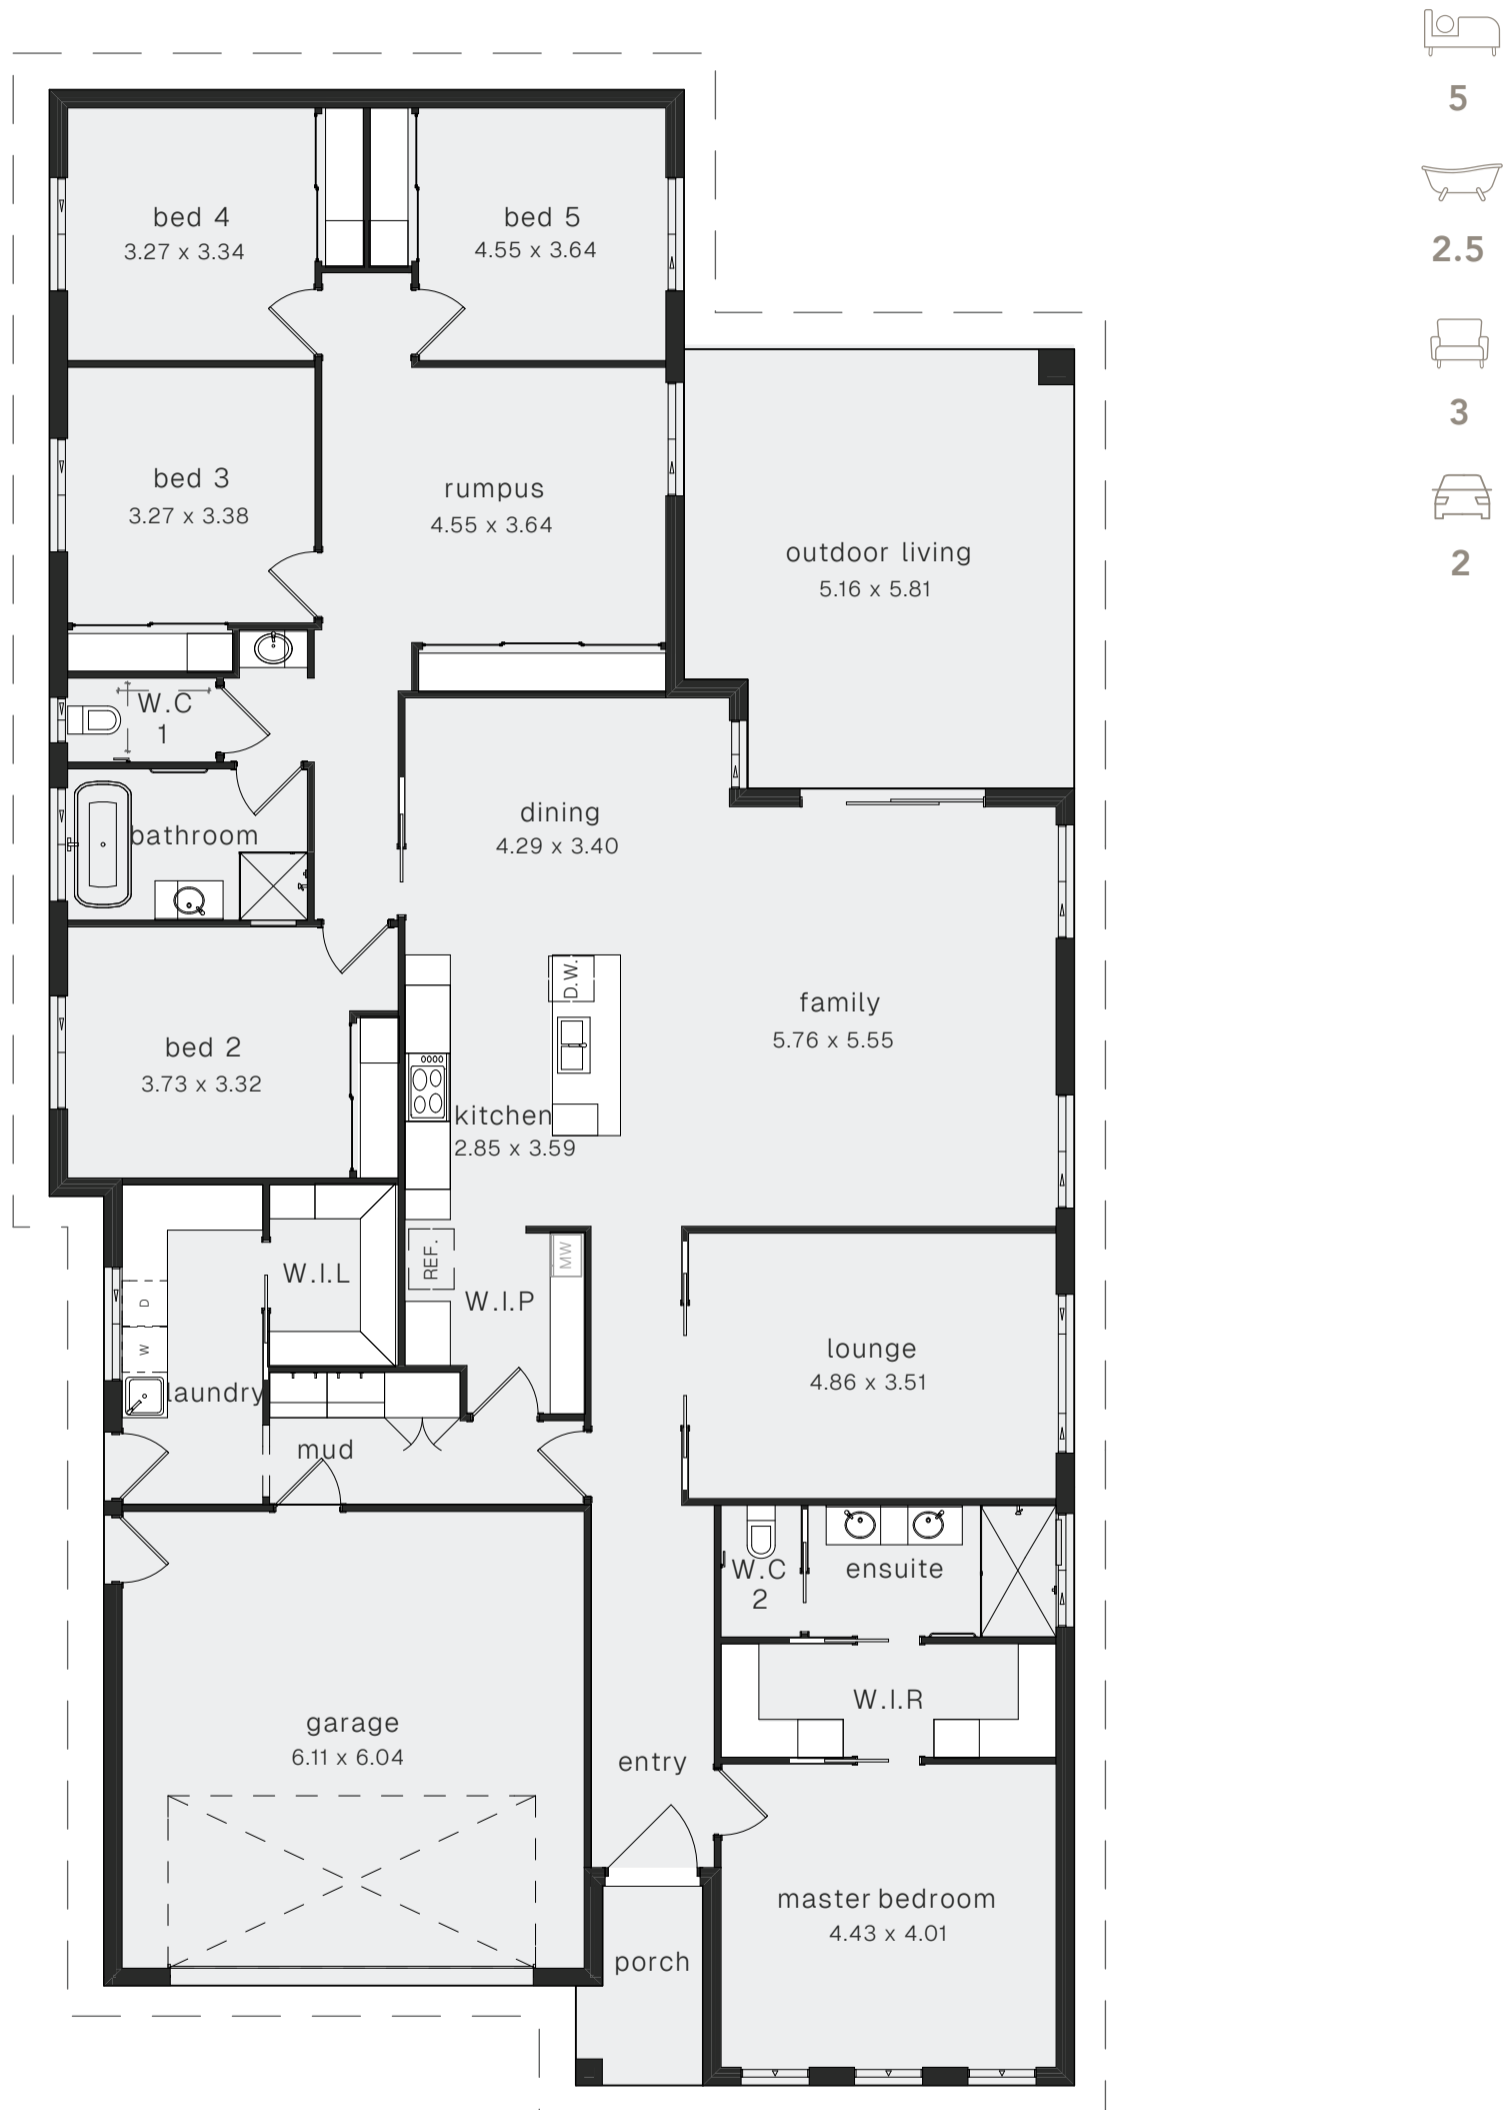 5
2.5
3
2
bed 4
3.27 x 3.34
bed 5
4.55 x 3.64
bed 3
3.27 x 3.38
rumpus
4.55 x 3.64
outdoor living
5.16 x 5.81
W.C
1
bathroom
dining
4.29 x 3.40
D.W.
family
5.76 x 5.55
bed 2
3.73 x 3.32
kitchen
2.85 x 3.59
REF.
MW
W.I.L
W.I.P
D
W
laundry
lounge
4.86 x 3.51
mud
W.C
2
ensuite
W.I.R
garage
6.11 x 6.04
entry
master bedroom
4.43 x 4.01
porch